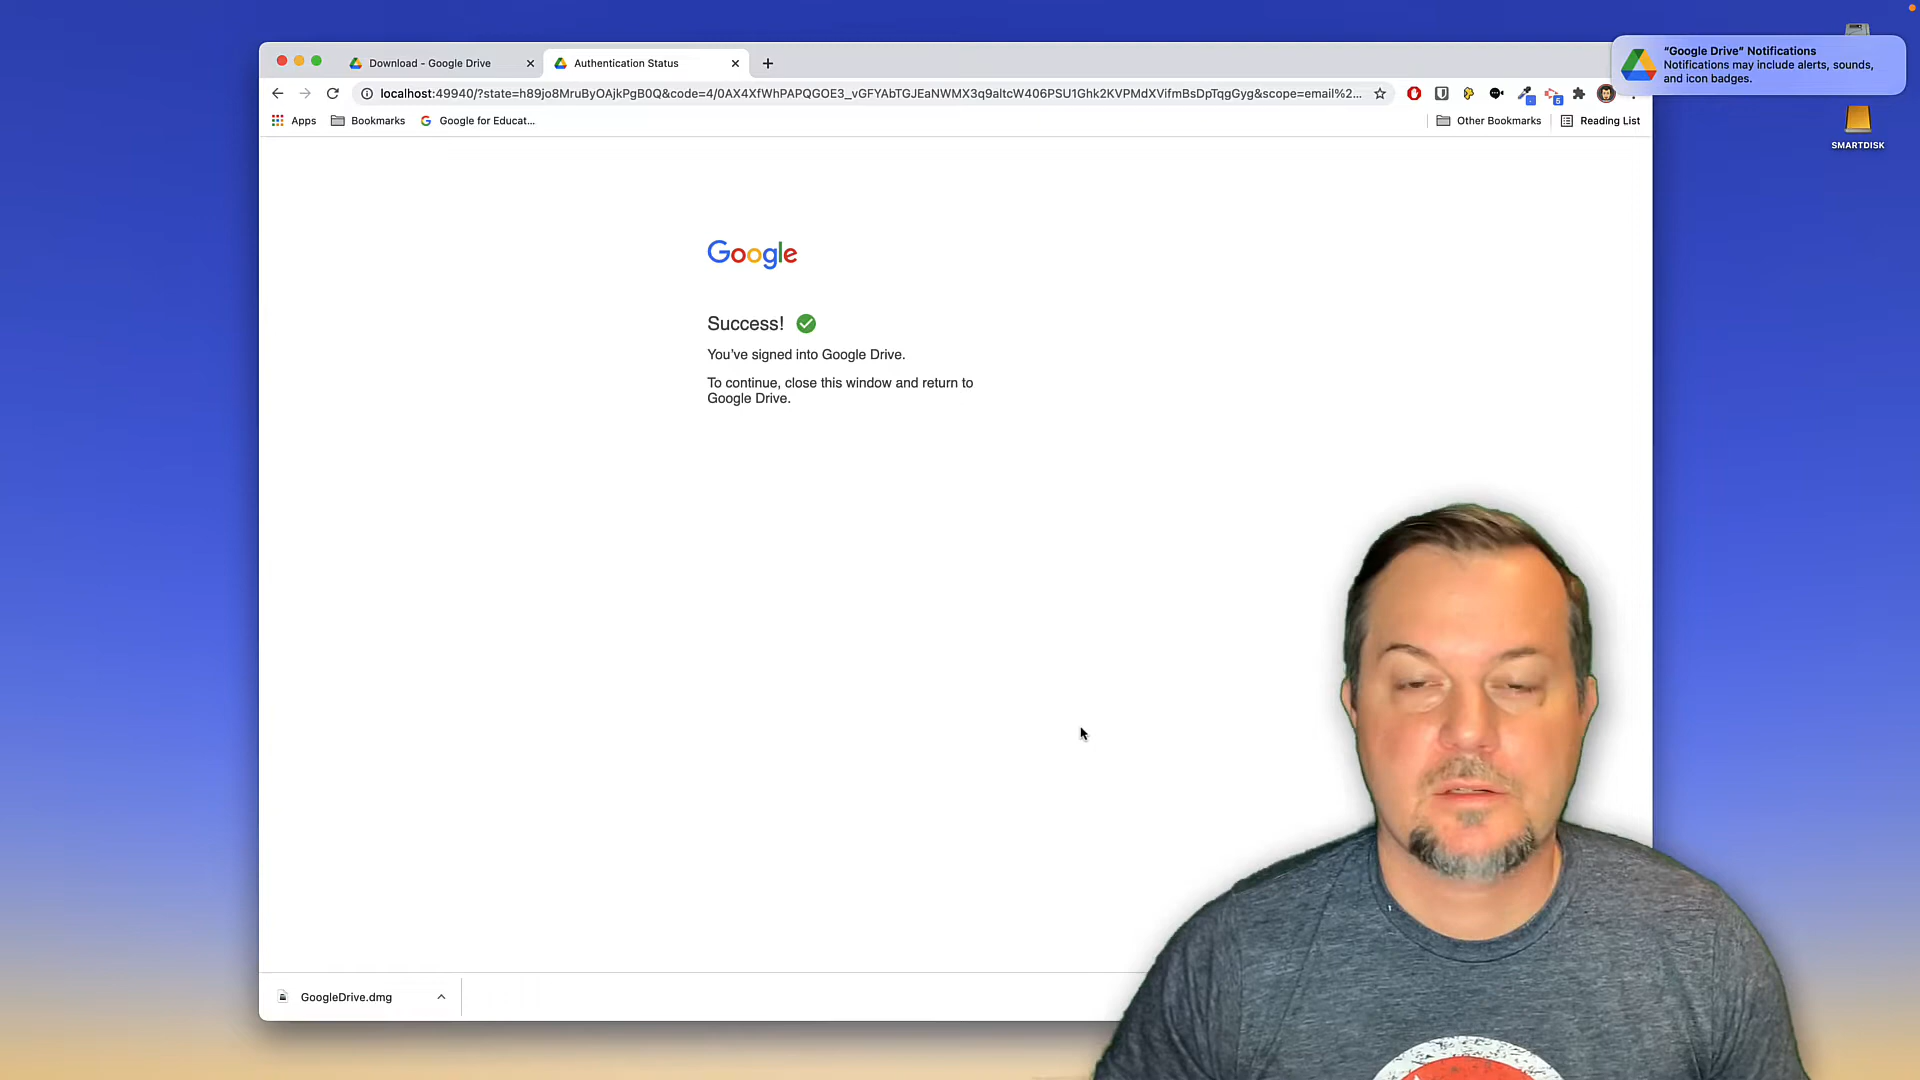 Download - Google Drive
Authentication Status
"Google Drive" Notifications
Notifications may include alerts, sounds,
and icon badges.
localhost:49940/?state=h89jo8MruByOAjkPgB0Q&code=4/0AX4XfWhPAPQGOE3_vGFYAbTGJEaNWMX3q9altcW406PSU1Ghk2KVPMdXVifmBsDpTqgGyg&scope=email%2...
5
Apps
Bookmarks
Google for Educat...
Other Bookmarks
Reading List
SMARTDISK
Google
Success!
You've signed into Google Drive.
To continue, close this window and return to
Google Drive.
GoogleDrive.dmg